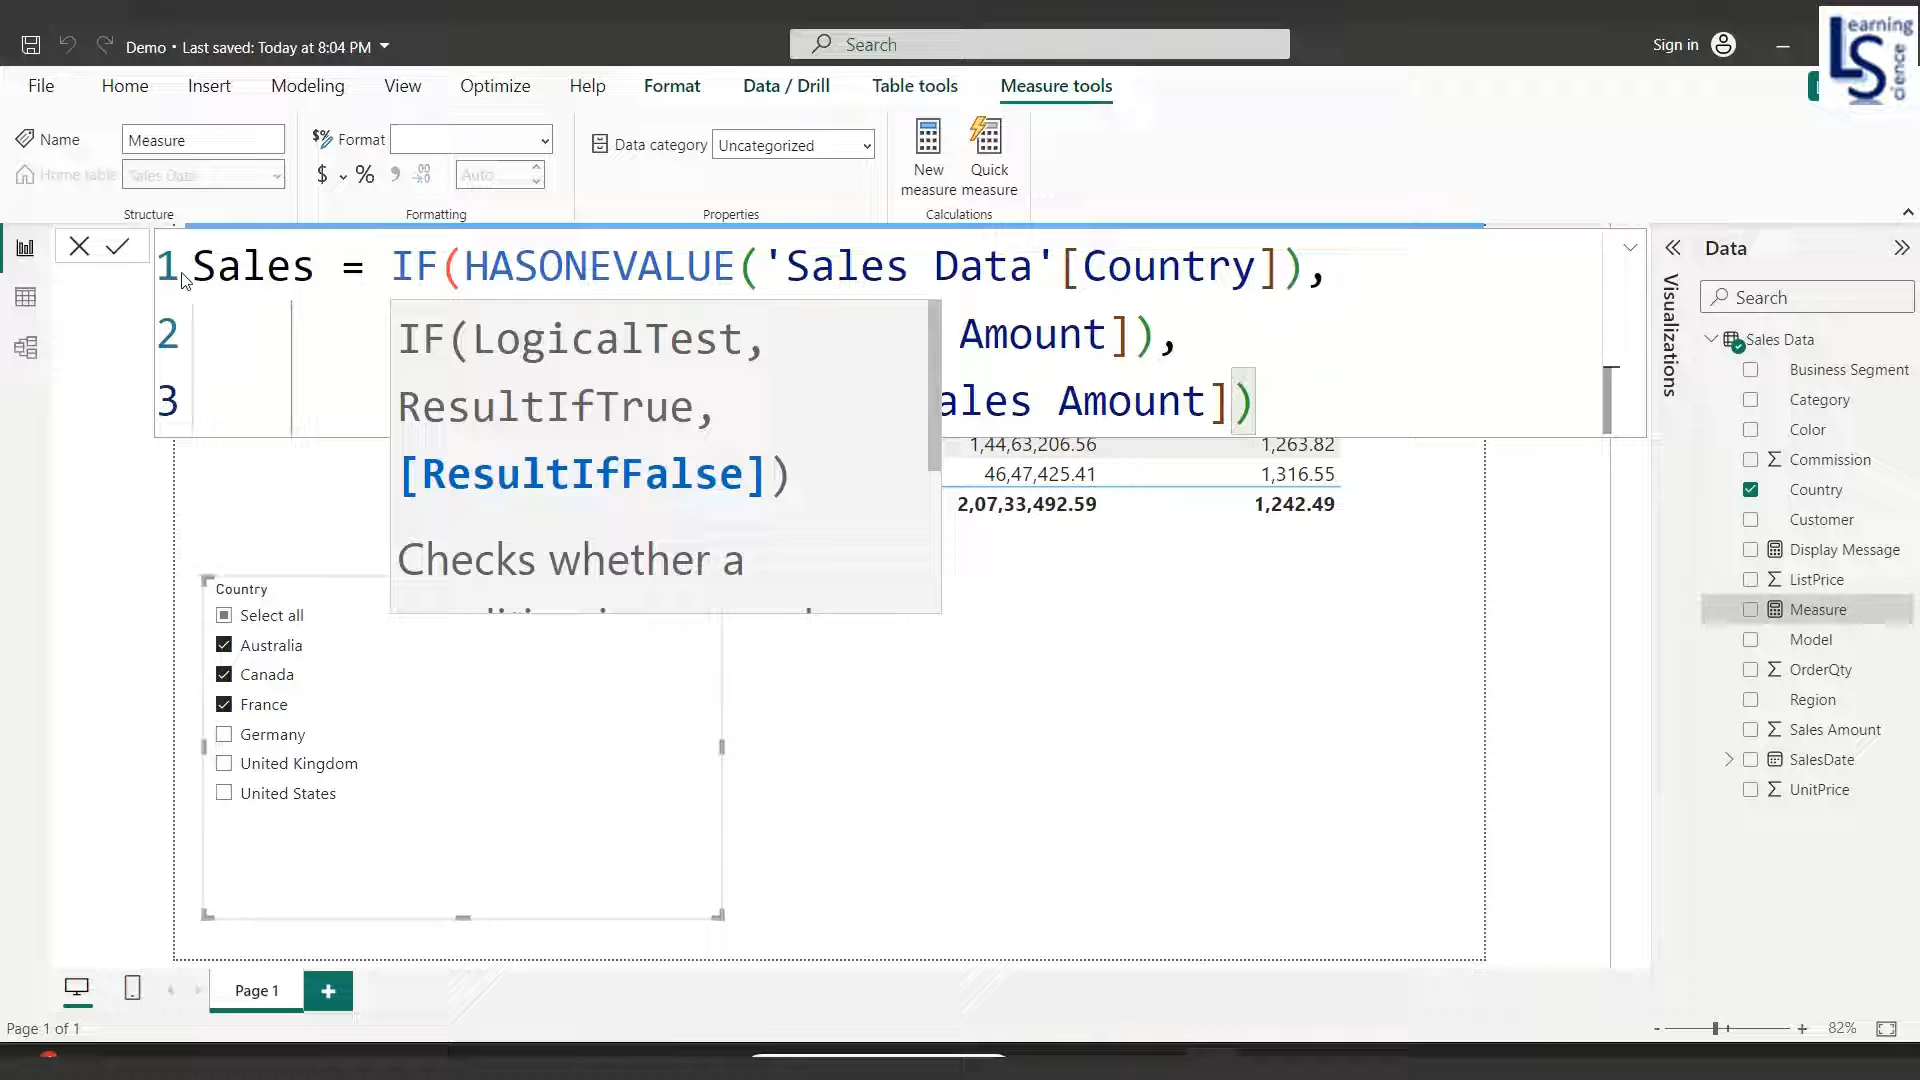 Demo • Last saved: Today at 8:04 PM
Search
Sign in
Learning Science
File Home Insert Modeling View Optimize Help Format Data / Drill Table tools Measure tools
Name Measure
Format
Data category Uncategorized
New measure
Quick measure
Home table Sales Data
$ % Auto
Structure Formatting Properties Calculations
1 Sales = IF(HASONEVALUE('Sales Data'[Country]),
2 Amount]),
3 ales Amount])
IF(LogicalTest,
ResultIfTrue,
[ResultIfFalse])
Checks whether a
1,44,63,206.56 1,263.82
46,47,425.41 1,316.55
2,07,33,492.59 1,242.49
Country
Select all
Australia
Canada
France
Germany
United Kingdom
United States
Visualizations
Data
Search
Sales Data
Business Segment
Category
Color
Commission
Country
Customer
Display Message
ListPrice
Measure
Model
OrderQty
Region
Sales Amount
SalesDate
UnitPrice
Page 1
Page 1 of 1
- + 82%